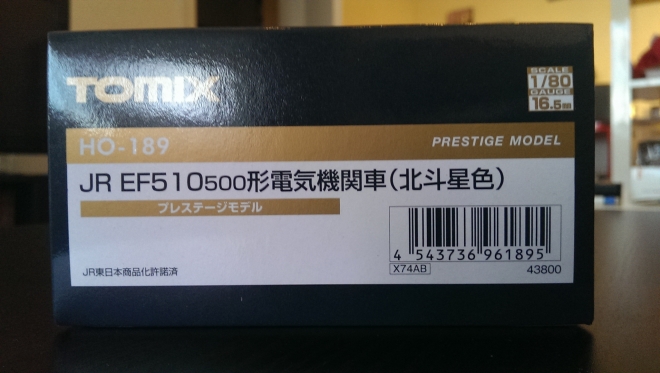 TOMIX
SCALE
1/80
GAUGE
16.5mm
HO-189
PRESTIGE MODEL
JR EF510500形電気機関車(北斗星色)
プレステージモデル
4 543736 961895
X74AB
43800
JR東日本商品化許諾済